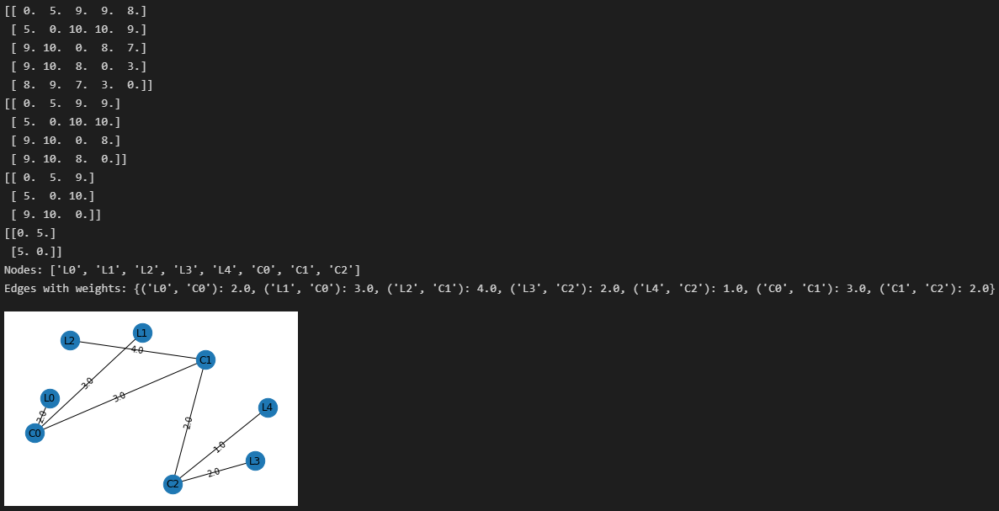 [[ 0.  5.  9.  9.  8.]
 [ 5.  0. 10. 10.  9.]
 [ 9. 10.  0.  8.  7.]
 [ 9. 10.  8.  0.  3.]
 [ 8.  9.  7.  3.  0.]]
[[ 0.  5.  9.  9.]
 [ 5.  0. 10. 10.]
 [ 9. 10.  0.  8.]
 [ 9. 10.  8.  0.]]
[[ 0.  5.  9.]
 [ 5.  0. 10.]
 [ 9. 10.  0.]]
[[0. 5.]
 [5. 0.]]
Nodes: ['L0', 'L1', 'L2', 'L3', 'L4', 'C0', 'C1', 'C2']
Edges with weights: {('L0', 'C0'): 2.0, ('L1', 'C0'): 3.0, ('L2', 'C1'): 4.0, ('L3', 'C2'): 2.0, ('L4', 'C2'): 1.0, ('C0', 'C1'): 3.0, ('C1', 'C2'): 2.0}
L1
L2
4.0
C1
3.0
3.0
L0
L4
2.0
2.0
C0
1.0
L3
2.0
C2